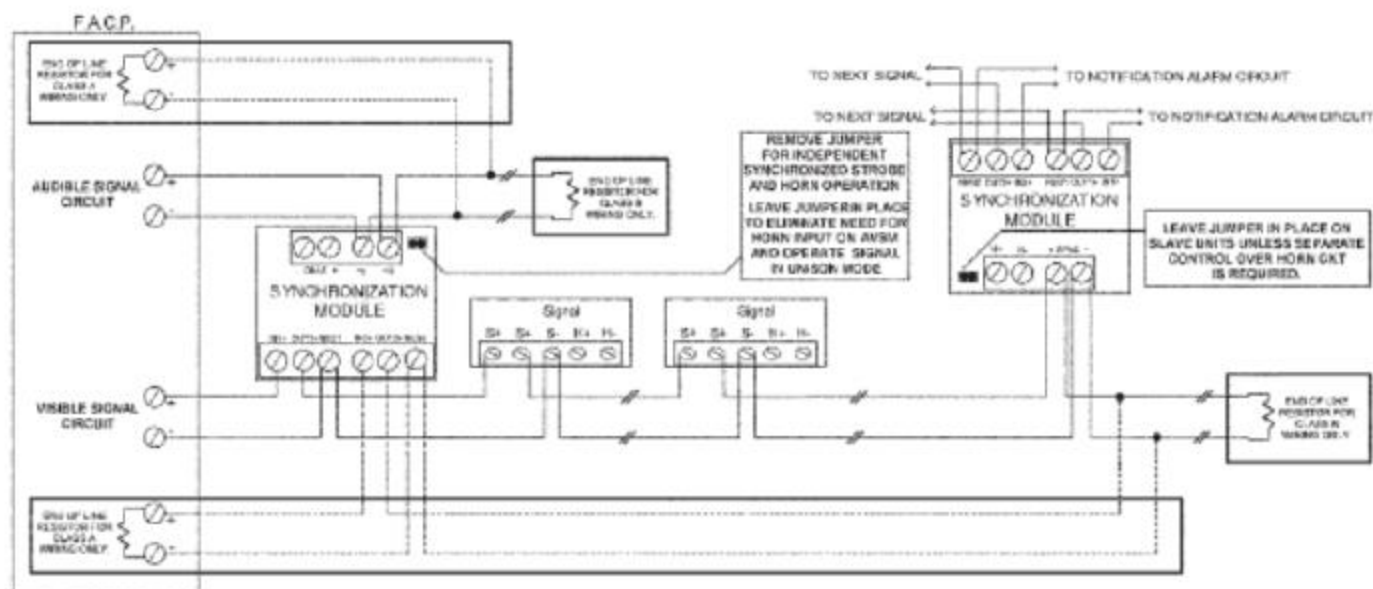 F.A.C.P.
END OF LINE
RESISTOR FOR
CLASS A
WIRING ONLY.
TO NEXT SIGNAL
TO NOTIFICATION ALARM CIRCUIT
TO NEXT SIGNAL
TO NOTIFICATION ALARM CIRCUIT
REMOVE JUMPER
FOR INDEPENDENT
SYNCHRONIZED STROBE
AND HORN OPERATION
LEAVE JUMPER IN PLACE
TO ELIMINATE NEED FOR
HORN INPUT ON AVSM
AND OPERATE SIGNAL
IN UNISON MODE.
AUDIBLE SIGNAL
CIRCUIT
END OF LINE
RESISTOR FOR
CLASS B
WIRING ONLY.
SYNCHRONIZATION
MODULE
SYNCHRONIZATION
MODULE
LEAVE JUMPER IN PLACE ON
SLAVE UNITS UNLESS SEPARATE
CONTROL OVER HORN CKT
IS REQUIRED.
Signal
S+ S+ S- H+ H-
Signal
S+ S+ S- H+ H-
VISIBLE SIGNAL
CIRCUIT
END OF LINE
RESISTOR FOR
WIRING ONLY
END OF LINE
RESISTOR FOR
CLASS A
WIRING ONLY